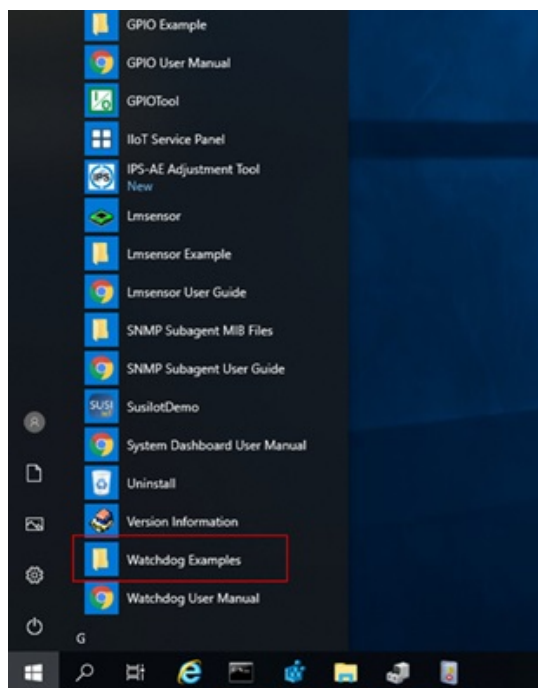 GPIO Example
GPIO User Manual
GPIOTool
IIoT Service Panel
IPS-AE Adjustment Tool
New
Lmsensor
Lmsensor Example
Lmsensor User Guide
SNMP Subagent MIB Files
SNMP Subagent User Guide
SusiIotDemo
System Dashboard User Manual
Uninstall
Version Information
Watchdog Examples
Watchdog User Manual
G